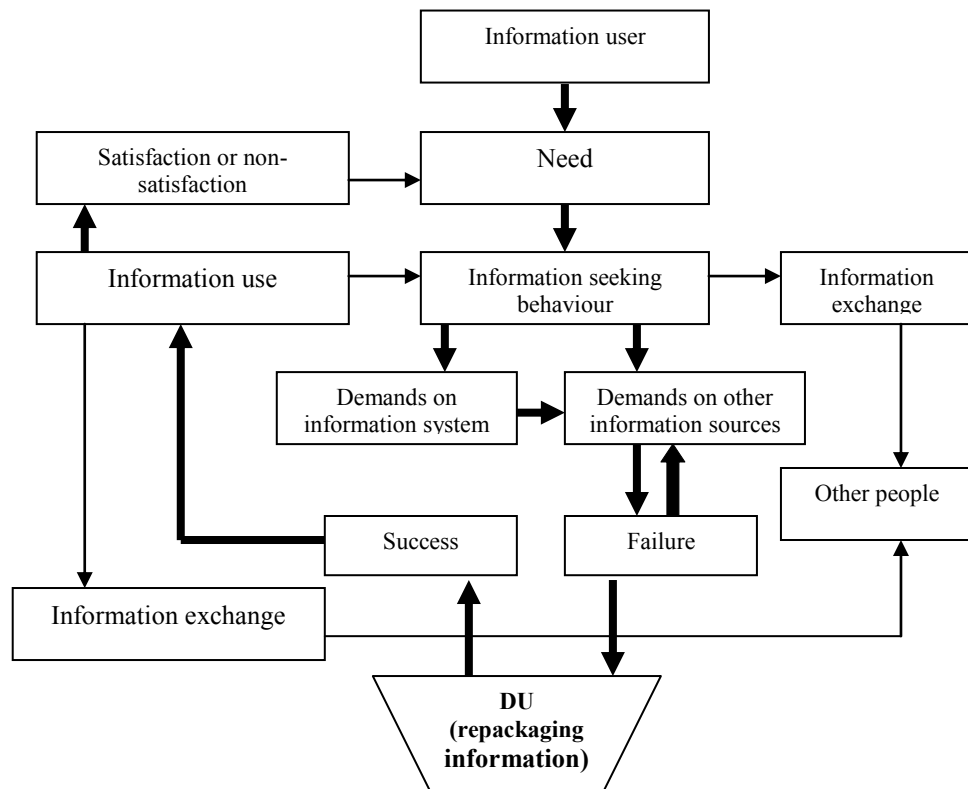 Information user
Satisfaction or non-
satisfaction
Need
Information use
Information seeking
behaviour
Information
exchange
Demands on
information system
Demands on other
information sources
Other people
Success
Failure
Information exchange
DU
(repackaging
information)